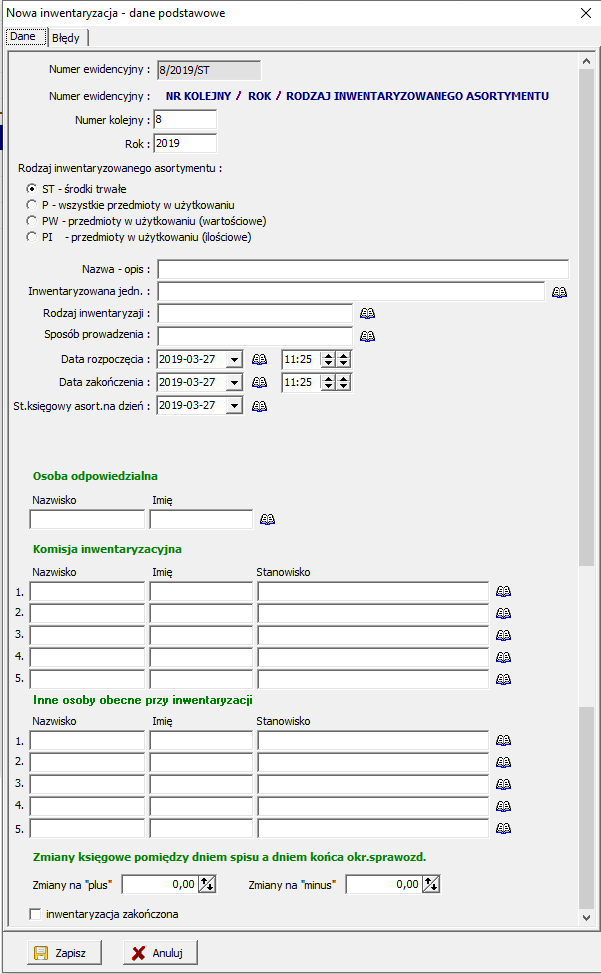 Nowa inwentaryzacja - dane podstawowe
Dane Błędy
Numer ewidencyjny : 8/2019/ST
Numer ewidencyjny : NR KOLEJNY / ROK / RODZAJ INWENTARYZOWANEGO ASORTYMENTU
Numer kolejny : 8
Rok : 2019
Rodzaj inwentaryzowanego asortymentu :
ST - środki trwałe
P - wszystkie przedmioty w użytkowaniu
PW - przedmioty w użytkowaniu (wartościowe)
PI - przedmioty w użytkowaniu (ilościowe)
Nazwa - opis :
Inwentaryzowana jedn. :
Rodzaj inwentaryzaji :
Sposób prowadzenia :
Data rozpoczęcia : 2019-03-27 11:25
Data zakończenia : 2019-03-27 11:25
St.księgowy asort.na dzień : 2019-03-27
Osoba odpowiedzialna
Nazwisko Imię
Komisja inwentaryzacyjna
Nazwisko Imię Stanowisko
1.
2.
3.
4.
5.
Inne osoby obecne przy inwentaryzacji
Nazwisko Imię Stanowisko
1.
2.
3.
4.
5.
Zmiany księgowe pomiędzy dniem spisu a dniem końca okr.sprawozd.
Zmiany na "plus" 0,00 Zmiany na "minus" 0,00
inwentaryzacja zakończona
Zapisz Anuluj